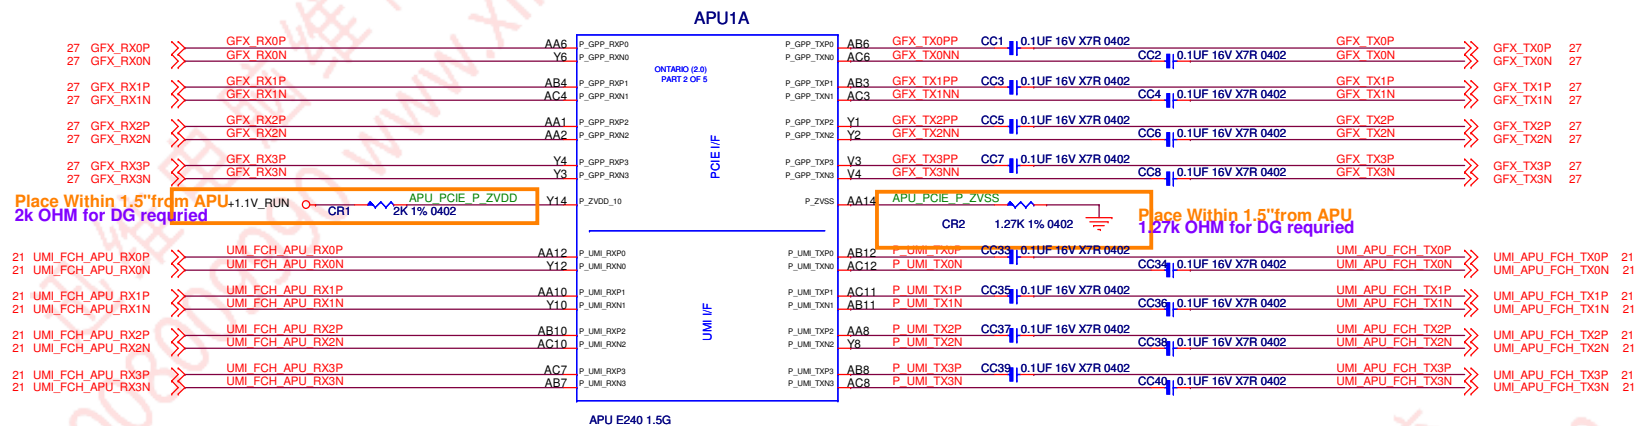 APU1A
27 GFX_RX0P GFX_RX0P AA6 P_GPP_RXP0 P_GPP_TXP0 AB6 GFX_TX0PP CC1 0.1UF 16V X7R 0402 GFX_TX0P GFX_TX0P 27
27 GFX_RX0N GFX_RX0N Y6 P_GPP_RXN0 P_GPP_TXN0 AC6 GFX_TX0NN CC2 0.1UF 16V X7R 0402 GFX_TX0N GFX_TX0N 27
ONTARIO (2.0)
PART 2 OF 5
27 GFX_RX1P GFX_RX1P AB4 P_GPP_RXP1 P_GPP_TXP1 AB3 GFX_TX1PP CC3 0.1UF 16V X7R 0402 GFX_TX1P GFX_TX1P 27
27 GFX_RX1N GFX_RX1N AC4 P_GPP_RXN1 P_GPP_TXN1 AC3 GFX_TX1NN CC4 0.1UF 16V X7R 0402 GFX_TX1N GFX_TX1N 27
27 GFX_RX2P GFX_RX2P AA1 P_GPP_RXP2 P_GPP_TXP2 Y1 GFX_TX2PP CC5 0.1UF 16V X7R 0402 GFX_TX2P GFX_TX2P 27
27 GFX_RX2N GFX_RX2N AA2 P_GPP_RXN2 P_GPP_TXN2 Y2 GFX_TX2NN CC6 0.1UF 16V X7R 0402 GFX_TX2N GFX_TX2N 27
PCIE I/F
27 GFX_RX3P GFX_RX3P Y4 P_GPP_RXP3 P_GPP_TXP3 V3 GFX_TX3PP CC7 0.1UF 16V X7R 0402 GFX_TX3P GFX_TX3P 27
27 GFX_RX3N GFX_RX3N Y3 P_GPP_RXN3 P_GPP_TXN3 V4 GFX_TX3NN CC8 0.1UF 16V X7R 0402 GFX_TX3N GFX_TX3N 27
Place Within 1.5"from APU +1.1V_RUN APU_PCIE_P_ZVDD Y14 P_ZVDD_10 P_ZVSS AA14 APU_PCIE_P_ZVSS Place Within 1.5"from APU
2k OHM for DG requried CR1 2K 1% 0402 CR2 1.27K 1% 0402 1.27k OHM for DG requried
21 UMI_FCH_APU_RX0P UMI_FCH_APU_RX0P AA12 P_UMI_RXP0 P_UMI_TXP0 AB12 P_UMI_TX0P CC33 0.1UF 16V X7R 0402 UMI_APU_FCH_TX0P UMI_APU_FCH_TX0P 21
21 UMI_FCH_APU_RX0N UMI_FCH_APU_RX0N Y12 P_UMI_RXN0 P_UMI_TXN0 AC12 P_UMI_TX0N CC34 0.1UF 16V X7R 0402 UMI_APU_FCH_TX0N UMI_APU_FCH_TX0N 21
21 UMI_FCH_APU_RX1P UMI_FCH_APU_RX1P AA10 P_UMI_RXP1 P_UMI_TXP1 AC11 P_UMI_TX1P CC35 0.1UF 16V X7R 0402 UMI_APU_FCH_TX1P UMI_APU_FCH_TX1P 21
21 UMI_FCH_APU_RX1N UMI_FCH_APU_RX1N Y10 P_UMI_RXN1 P_UMI_TXN1 AB11 P_UMI_TX1N CC36 0.1UF 16V X7R 0402 UMI_APU_FCH_TX1N UMI_APU_FCH_TX1N 21
UMI I/F
21 UMI_FCH_APU_RX2P UMI_FCH_APU_RX2P AB10 P_UMI_RXP2 P_UMI_TXP2 AA8 P_UMI_TX2P CC37 0.1UF 16V X7R 0402 UMI_APU_FCH_TX2P UMI_APU_FCH_TX2P 21
21 UMI_FCH_APU_RX2N UMI_FCH_APU_RX2N AC10 P_UMI_RXN2 P_UMI_TXN2 Y8 P_UMI_TX2N CC38 0.1UF 16V X7R 0402 UMI_APU_FCH_TX2N UMI_APU_FCH_TX2N 21
21 UMI_FCH_APU_RX3P UMI_FCH_APU_RX3P AC7 P_UMI_RXP3 P_UMI_TXP3 AB8 P_UMI_TX3P CC39 0.1UF 16V X7R 0402 UMI_APU_FCH_TX3P UMI_APU_FCH_TX3P 21
21 UMI_FCH_APU_RX3N UMI_FCH_APU_RX3N AB7 P_UMI_RXN3 P_UMI_TXN3 AC8 P_UMI_TX3N CC40 0.1UF 16V X7R 0402 UMI_APU_FCH_TX3N UMI_APU_FCH_TX3N 21
APU E240 1.5G